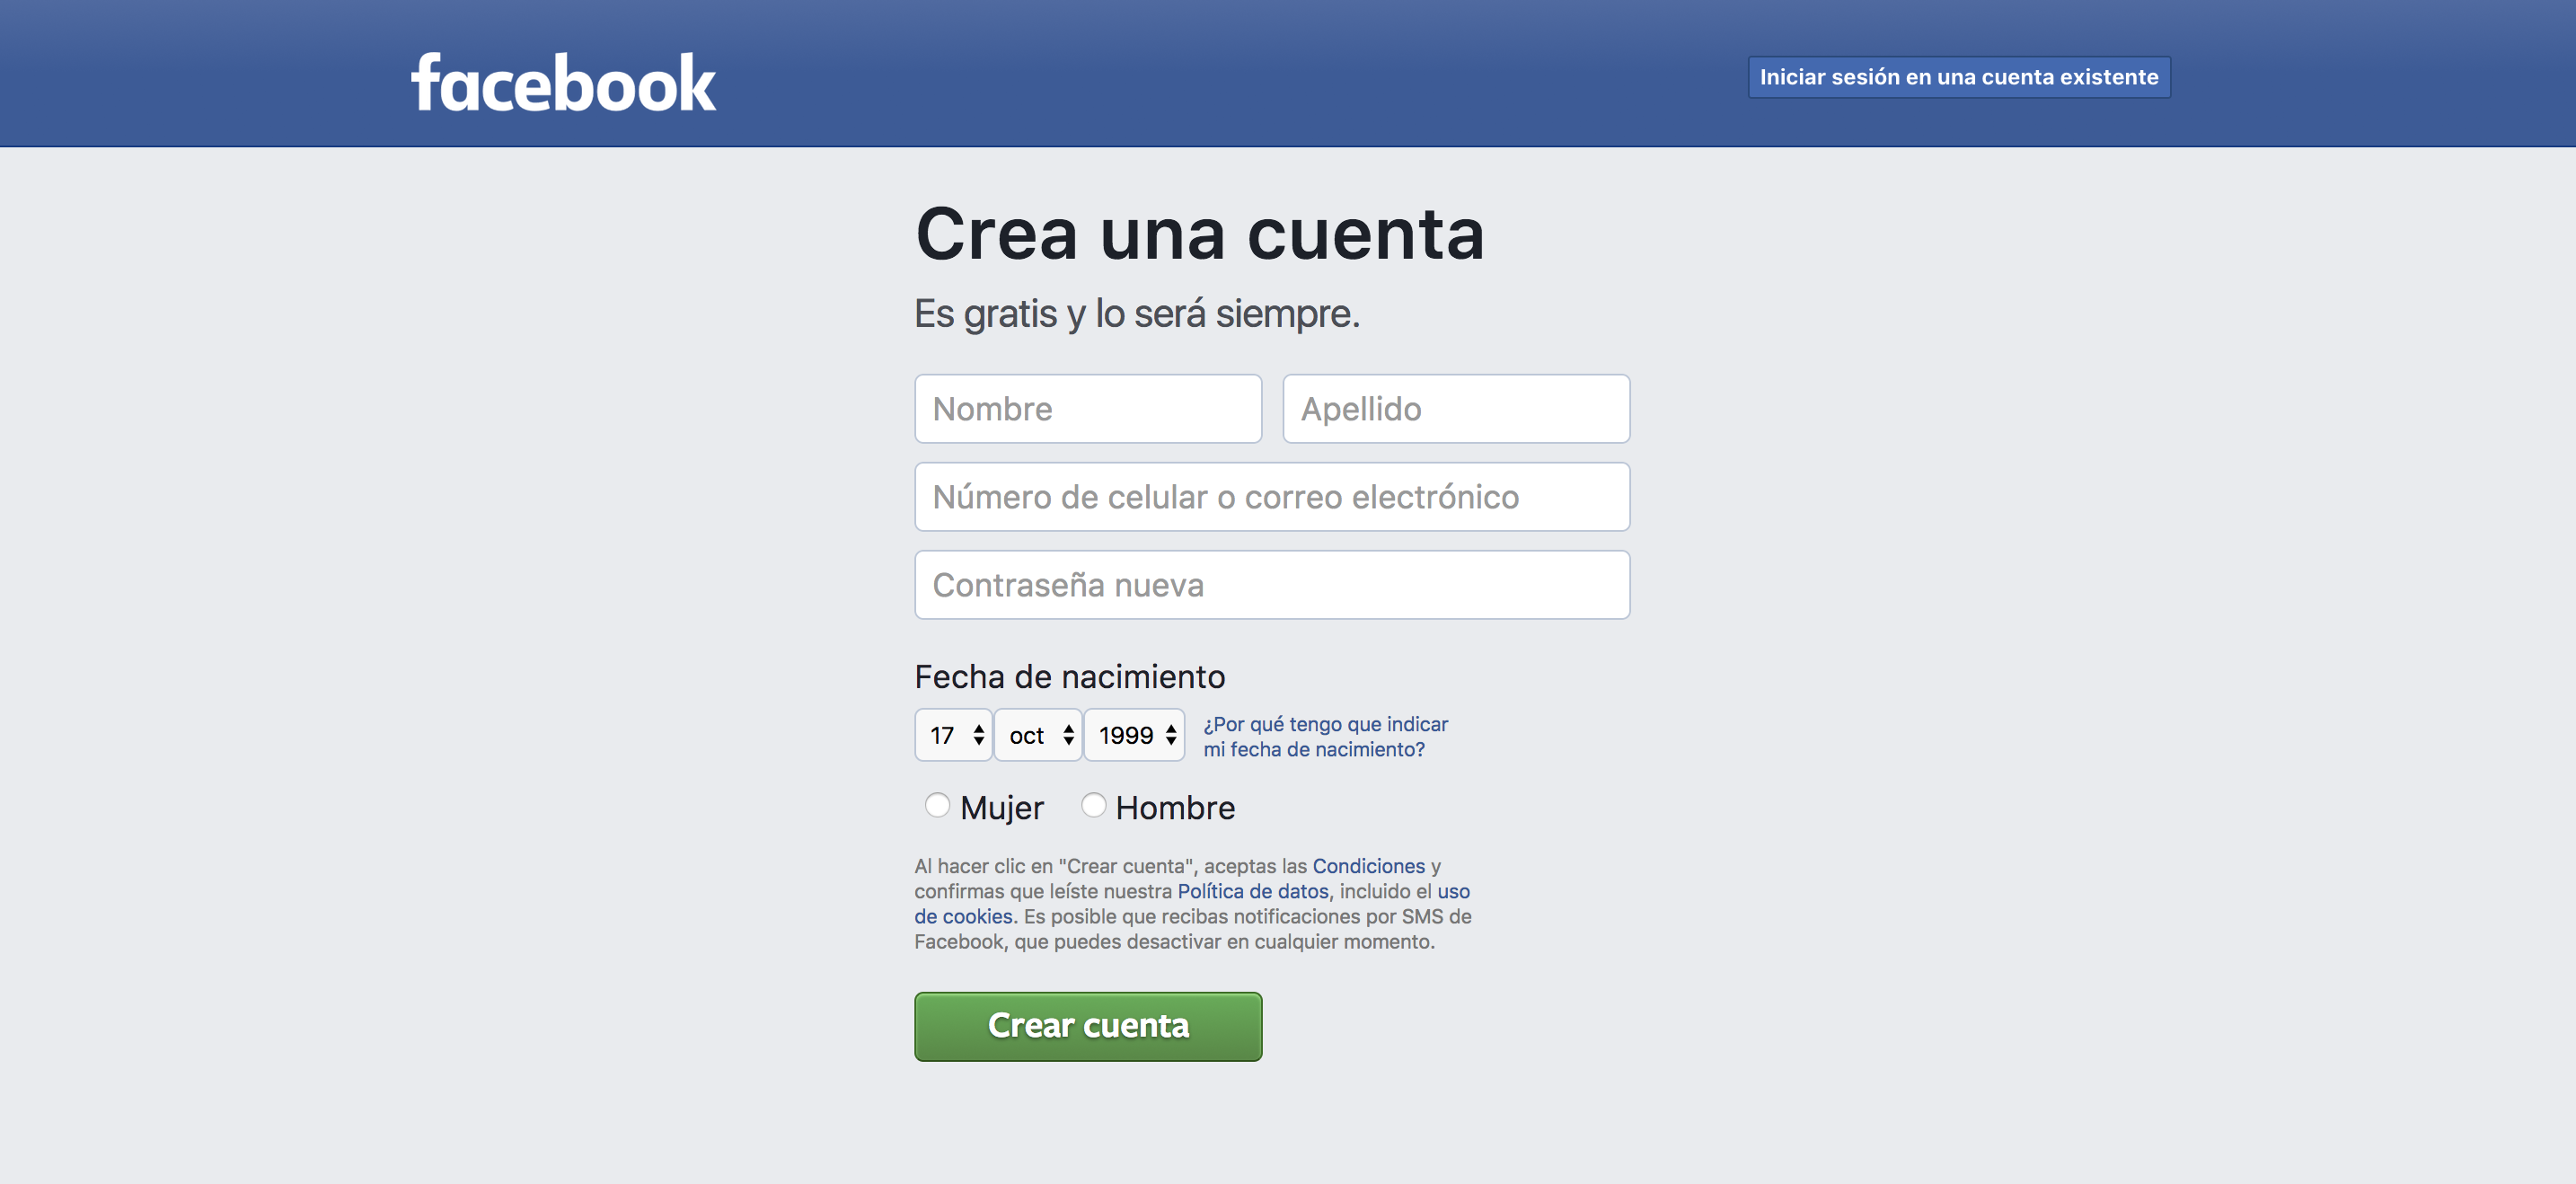 facebook
Iniciar sesión en una cuenta existente
Crea una cuenta
Es gratis y lo será siempre.
Nombre
Apellido
Número de celular o correo electrónico
Contraseña nueva
Fecha de nacimiento
17 oct 1999
¿Por qué tengo que indicar
mi fecha de nacimiento?
Mujer Hombre
Al hacer clic en "Crear cuenta", aceptas las Condiciones y
confirmas que leíste nuestra Política de datos, incluido el uso
de cookies. Es posible que recibas notificaciones por SMS de
Facebook, que puedes desactivar en cualquier momento.
Crear cuenta